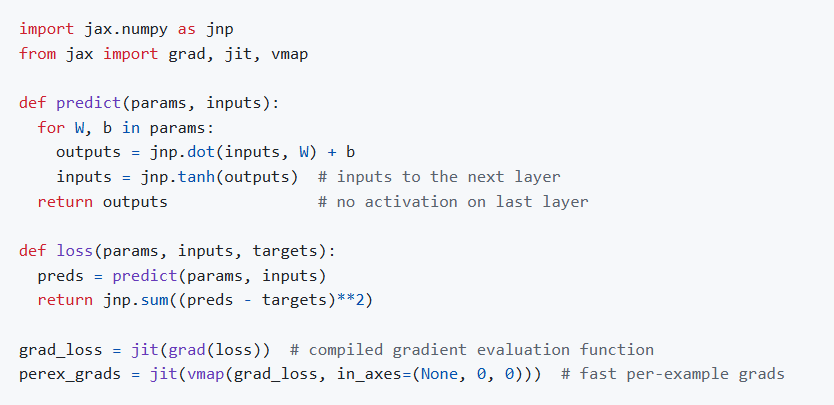 import jax.numpy as jnp
from jax import grad, jit, vmap

def predict(params, inputs):
  for W, b in params:
    outputs = jnp.dot(inputs, W) + b
    inputs = jnp.tanh(outputs)  # inputs to the next layer
  return outputs                # no activation on last layer

def loss(params, inputs, targets):
  preds = predict(params, inputs)
  return jnp.sum((preds - targets)**2)

grad_loss = jit(grad(loss))  # compiled gradient evaluation function
perex_grads = jit(vmap(grad_loss, in_axes=(None, 0, 0)))  # fast per-example grads